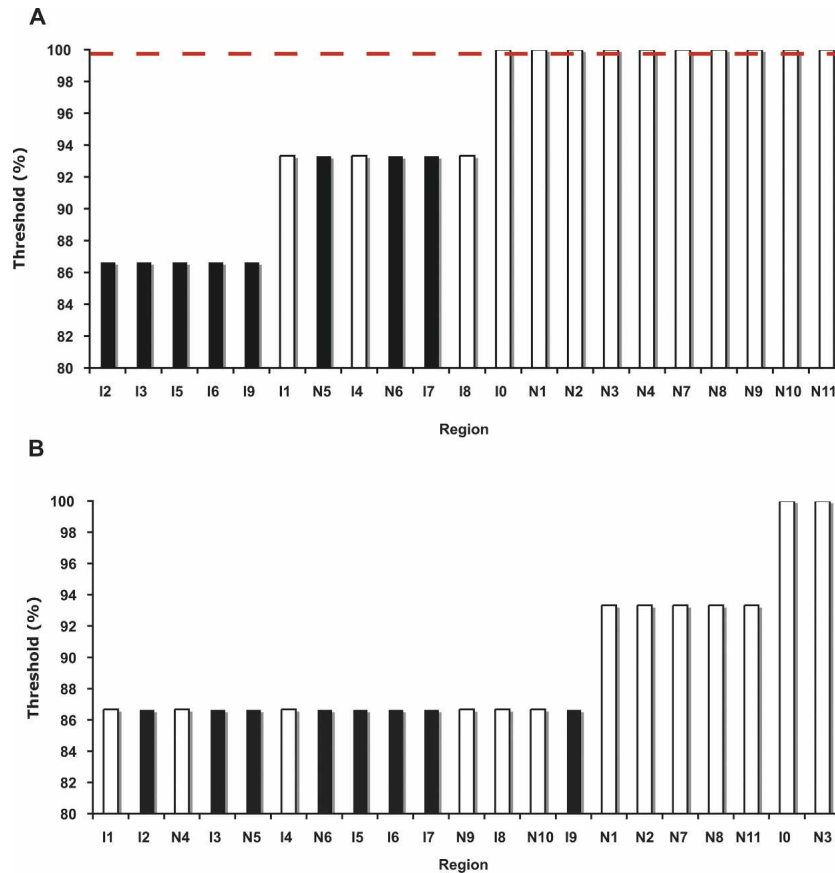 A
100
98
96
94
92
90
88
86
84
82
80
Threshold (%)
I2 I3 I5 I6 I9 I1 N5 I4 N6 I7 I8 I0 N1 N2 N3 N4 N7 N8 N9 N10 N11
Region
B
100
98
96
94
92
90
88
86
84
82
80
Threshold (%)
I1 I2 N4 I3 N5 I4 N6 I5 I6 I7 N9 I8 N10 I9 N1 N2 N7 N8 N11 I0 N3
Region